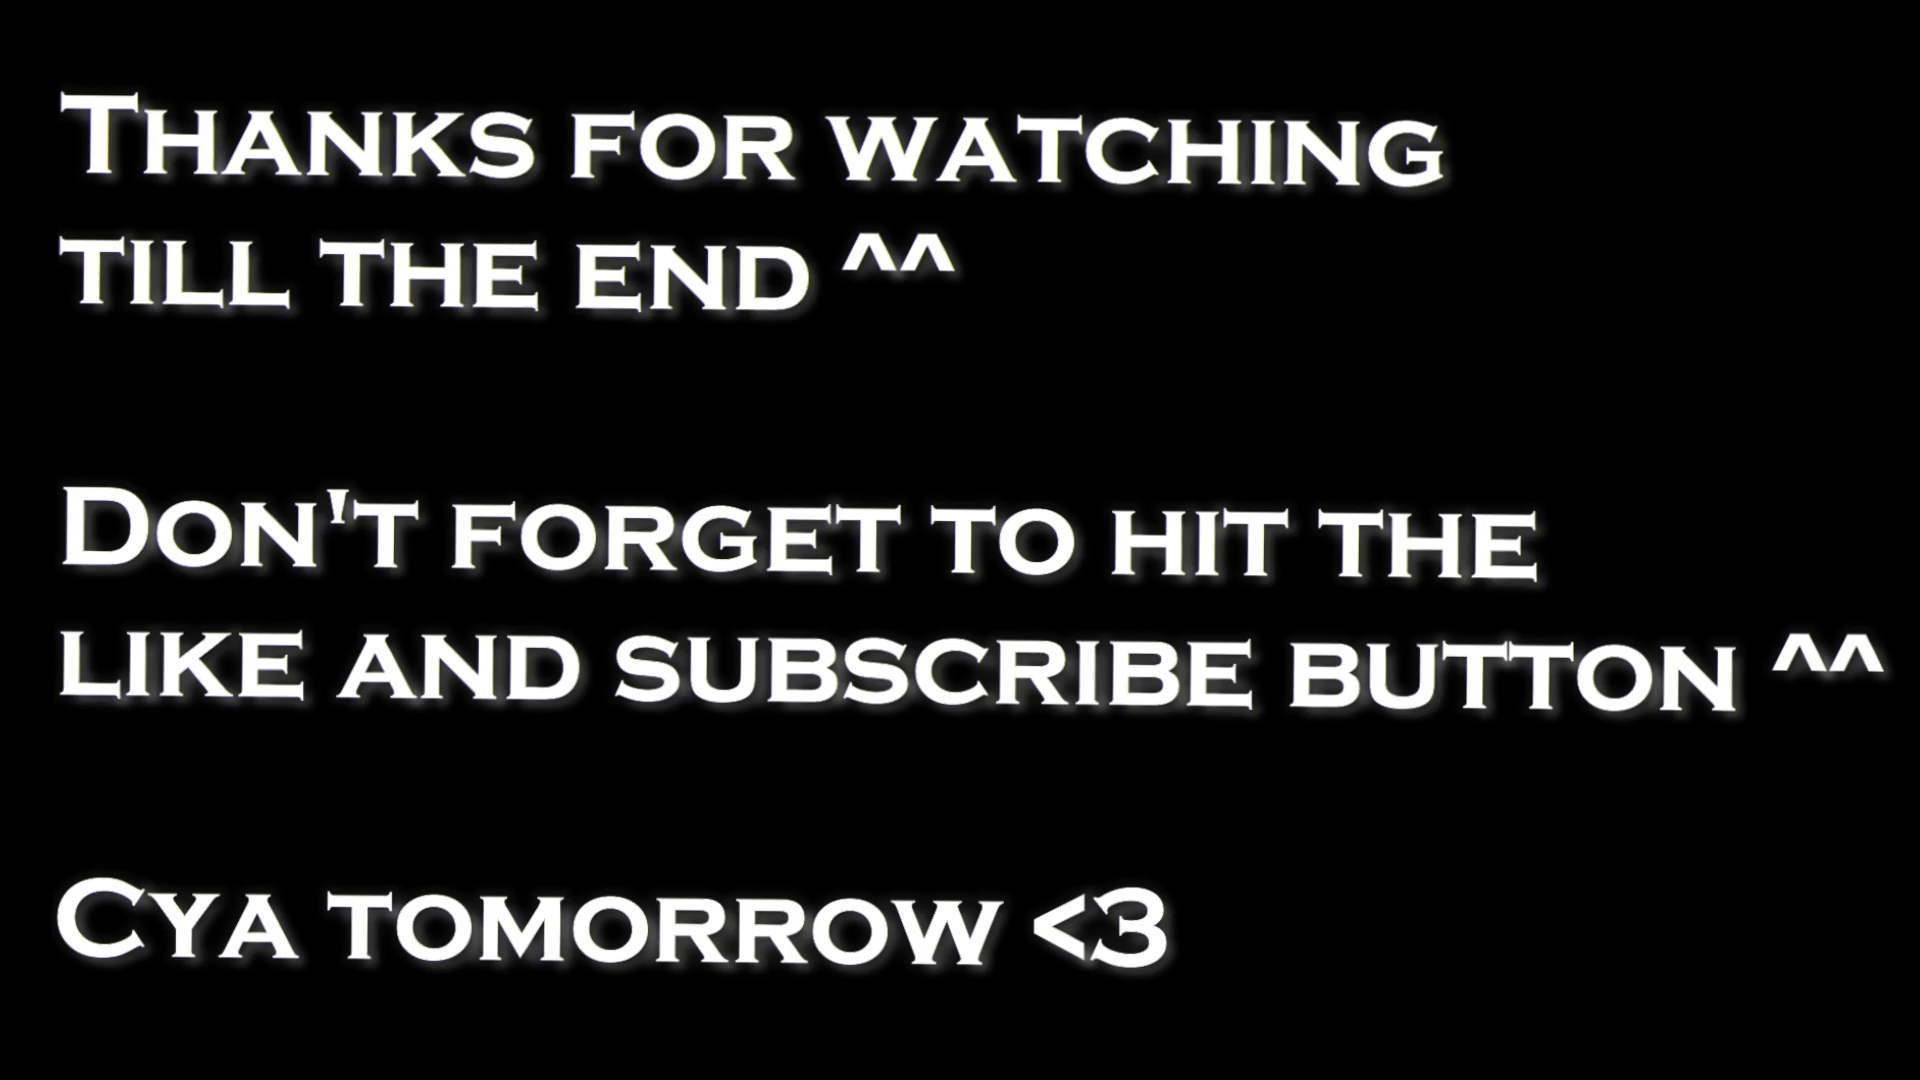 Thanks for watching
till the end ^^
Don't forget to hit the
like and subscribe button ^^
Cya tomorrow <3